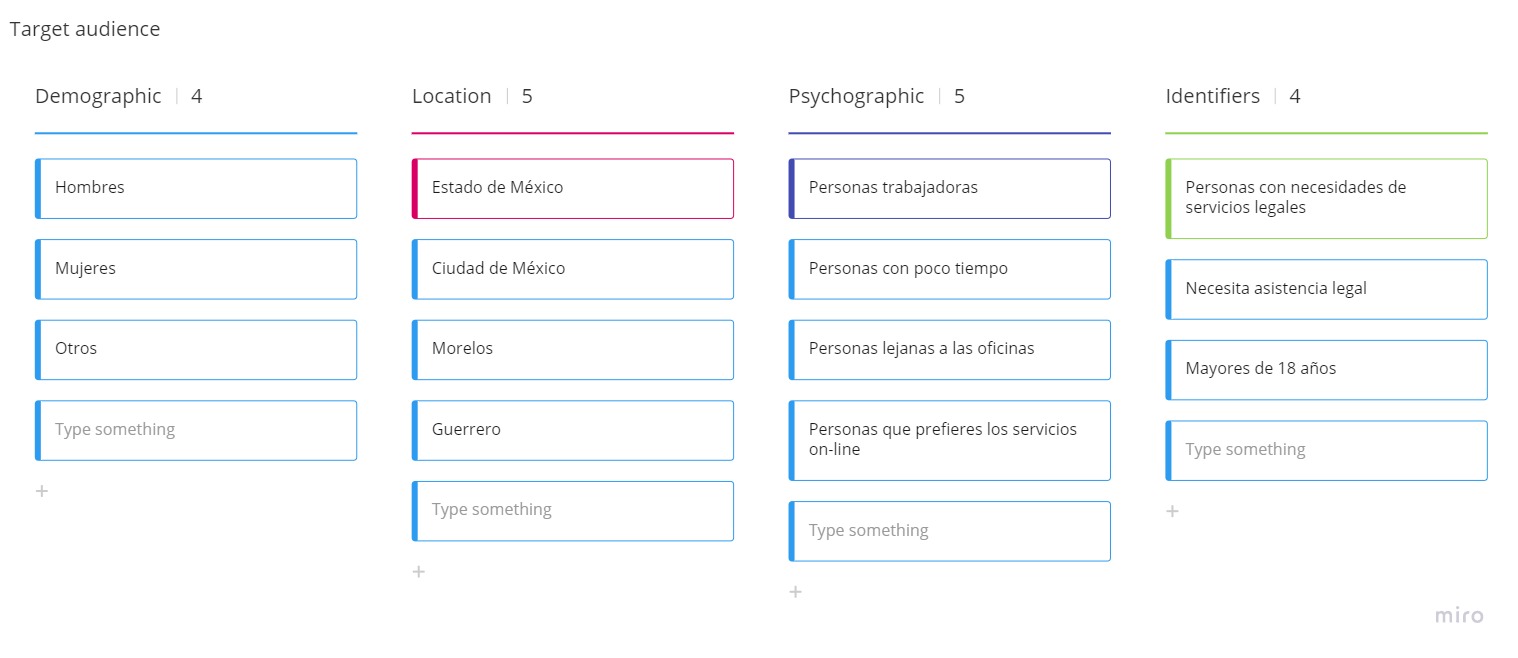 Target audience
Demographic | 4
Hombres
Mujeres
Otros
Type something
+
Location | 5
Estado de México
Ciudad de México
Morelos
Guerrero
Type something
+
Psychographic | 5
Personas trabajadoras
Personas con poco tiempo
Personas lejanas a las oficinas
Personas que prefieres los servicios
on-line
Type something
+
Identifiers | 4
Personas con necesidades de
servicios legales
Necesita asistencia legal
Mayores de 18 años
Type something
+
miro